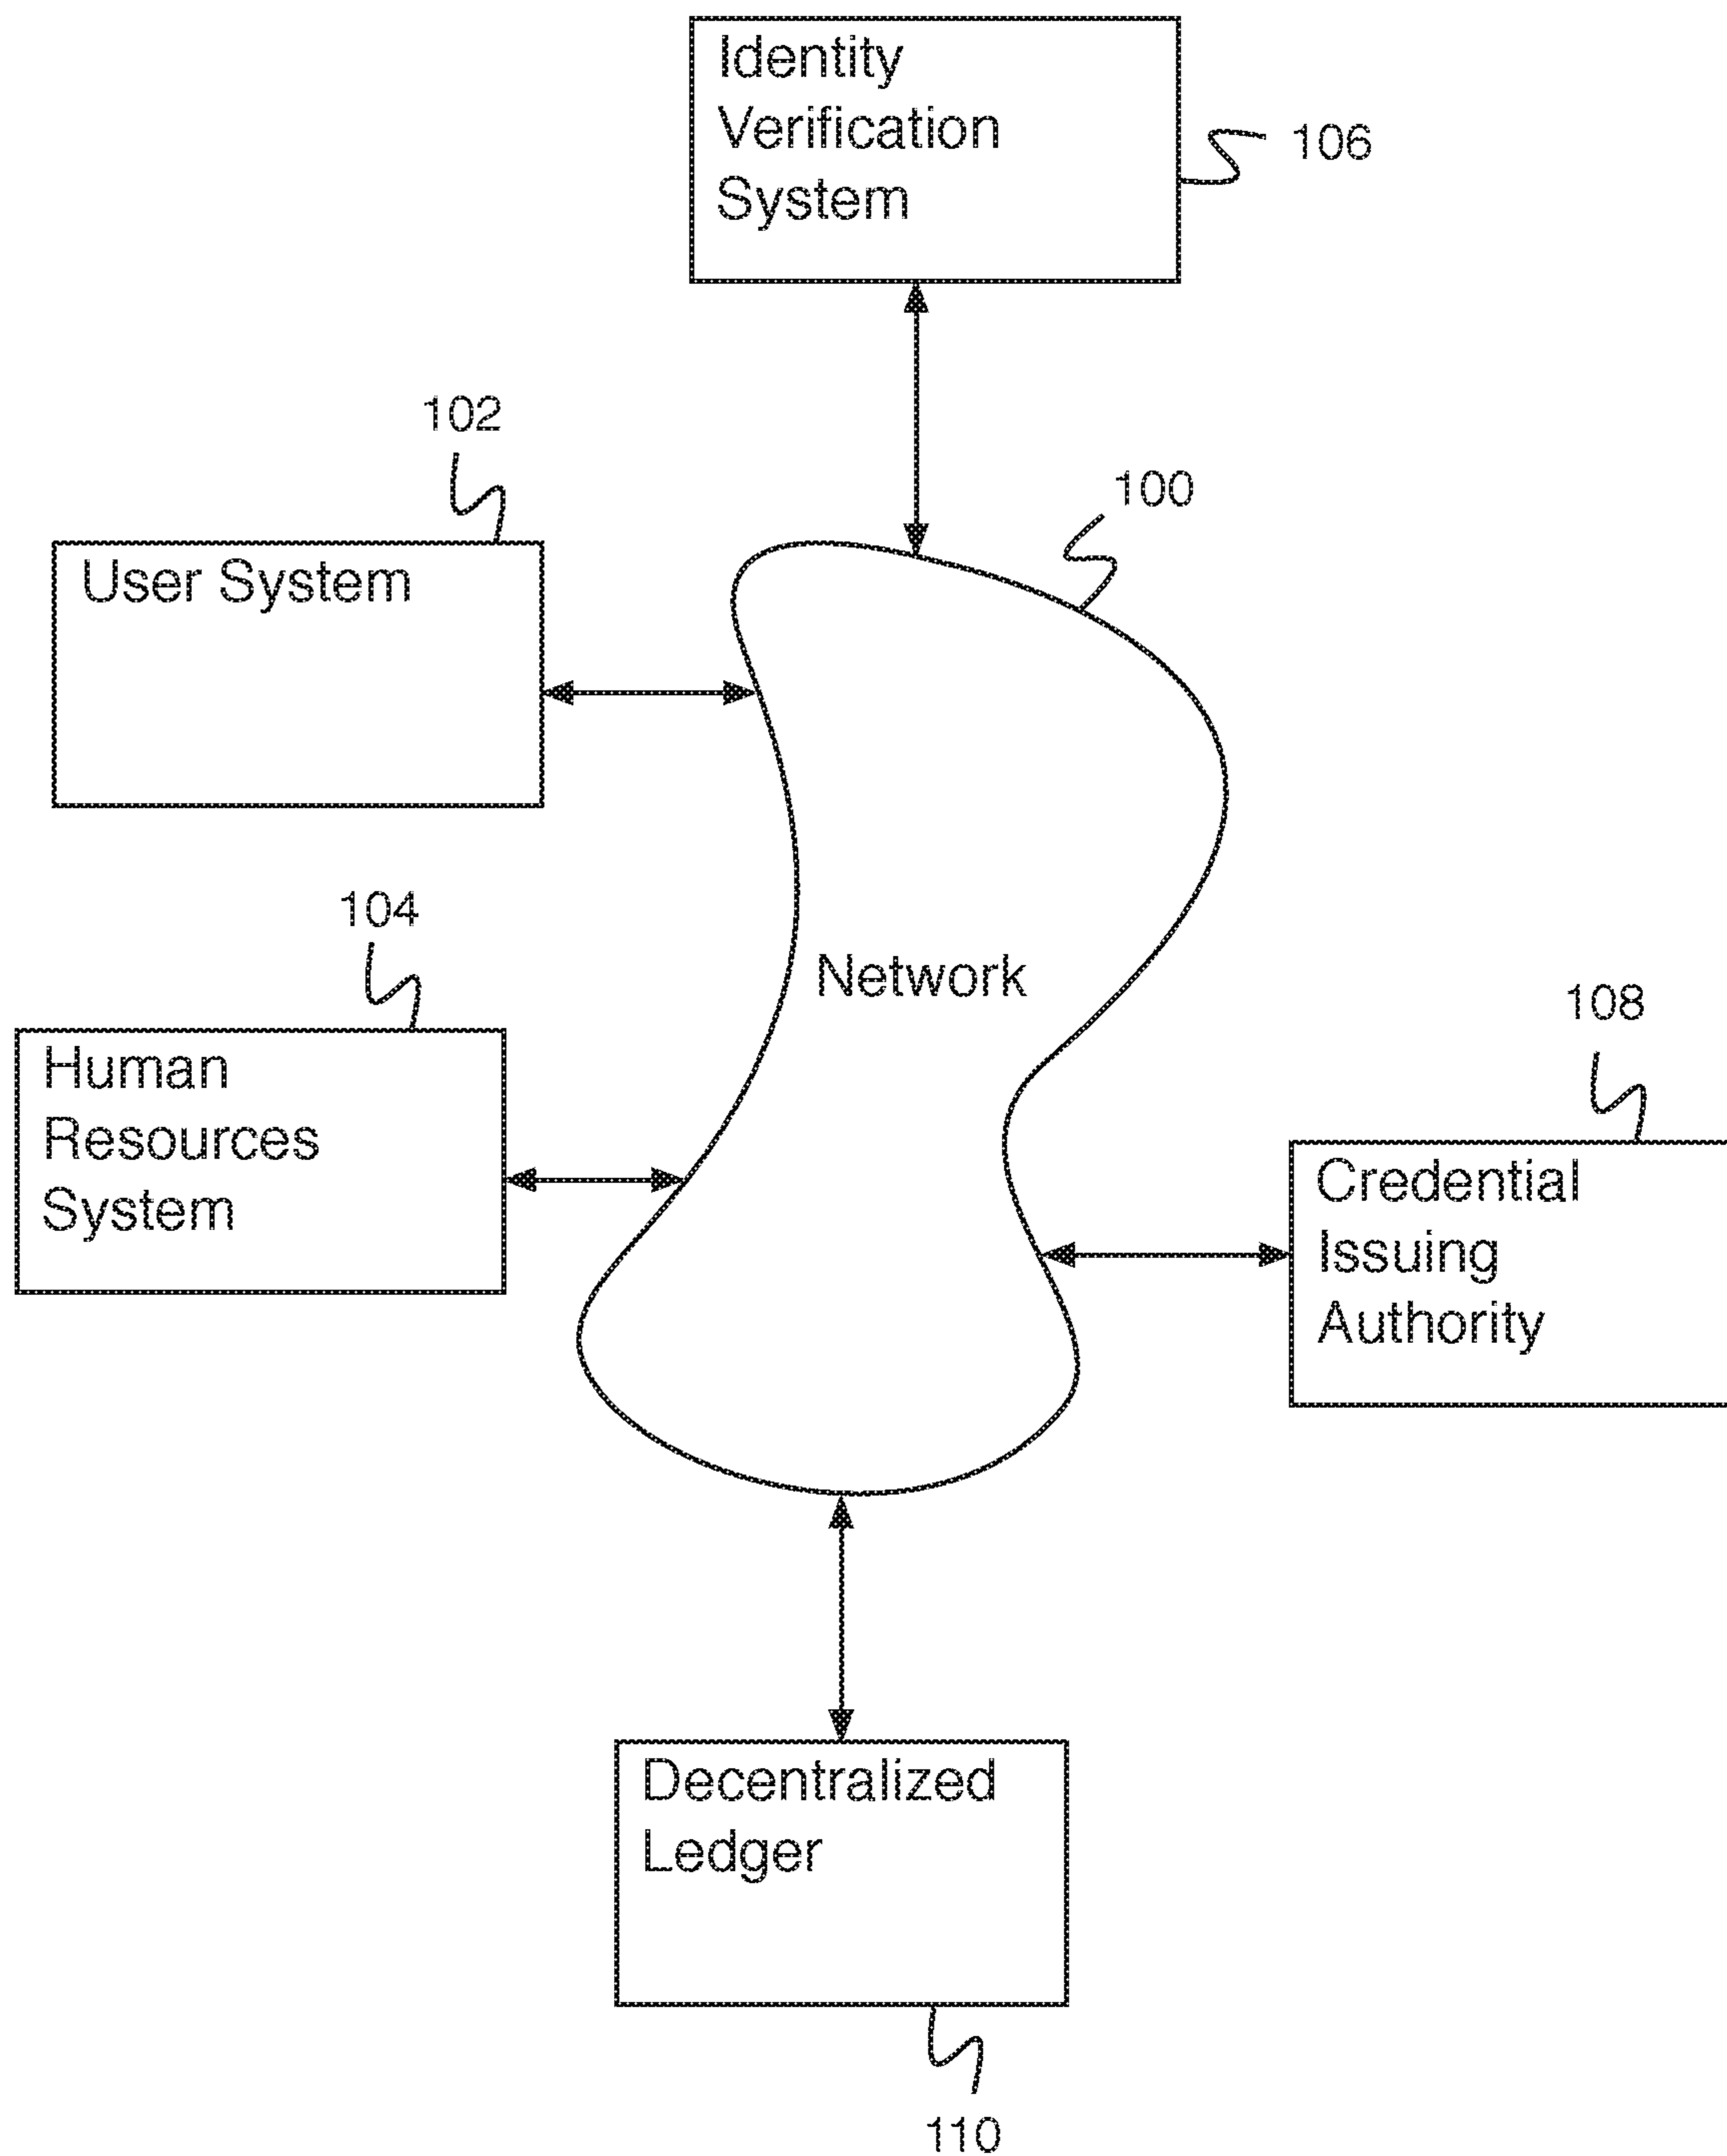 Identity
Verification
System
106
102
100
User System
104
Network
108
Human
Resources
System
Credential
Issuing
Authority
Decentralized
Ledger
110